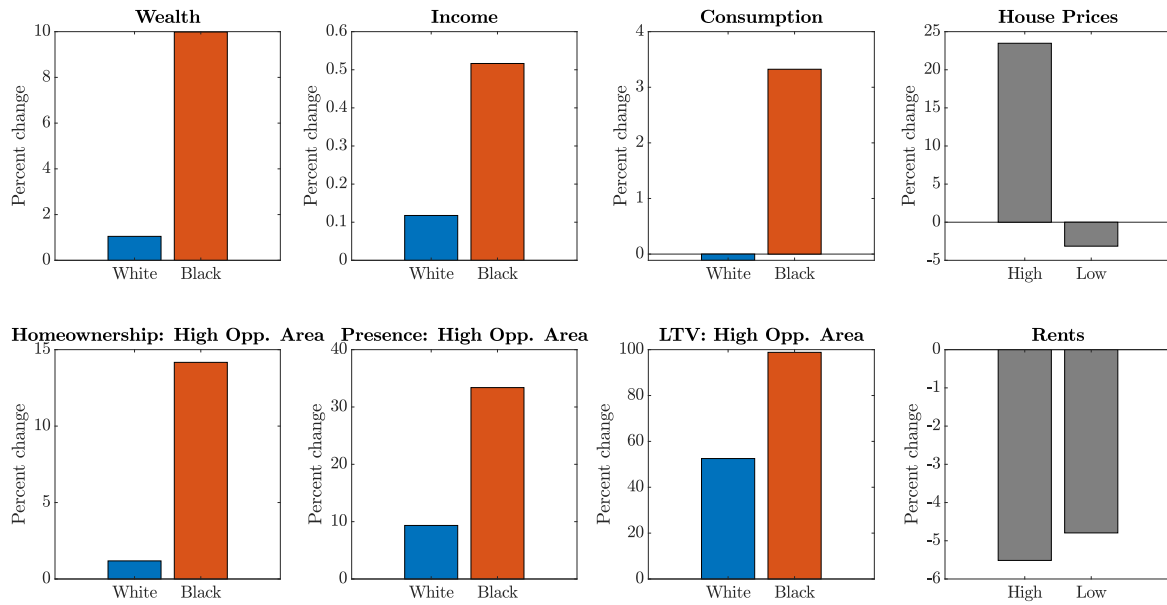 Wealth
Percent change
10
8
6
4
2
0
White Black
Income
Percent change
0.6
0.5
0.4
0.3
0.2
0.1
0
White Black
Consumption
Percent change
4
3
2
1
0
White Black
House Prices
Percent change
25
20
15
10
5
0
-5
High Low
Homeownership: High Opp. Area
Percent change
15
10
5
0
White Black
Presence: High Opp. Area
Percent change
40
30
20
10
0
White Black
LTV: High Opp. Area
Percent change
100
80
60
40
20
0
White Black
Rents
Percent change
0
-1
-2
-3
-4
-5
-6
High Low